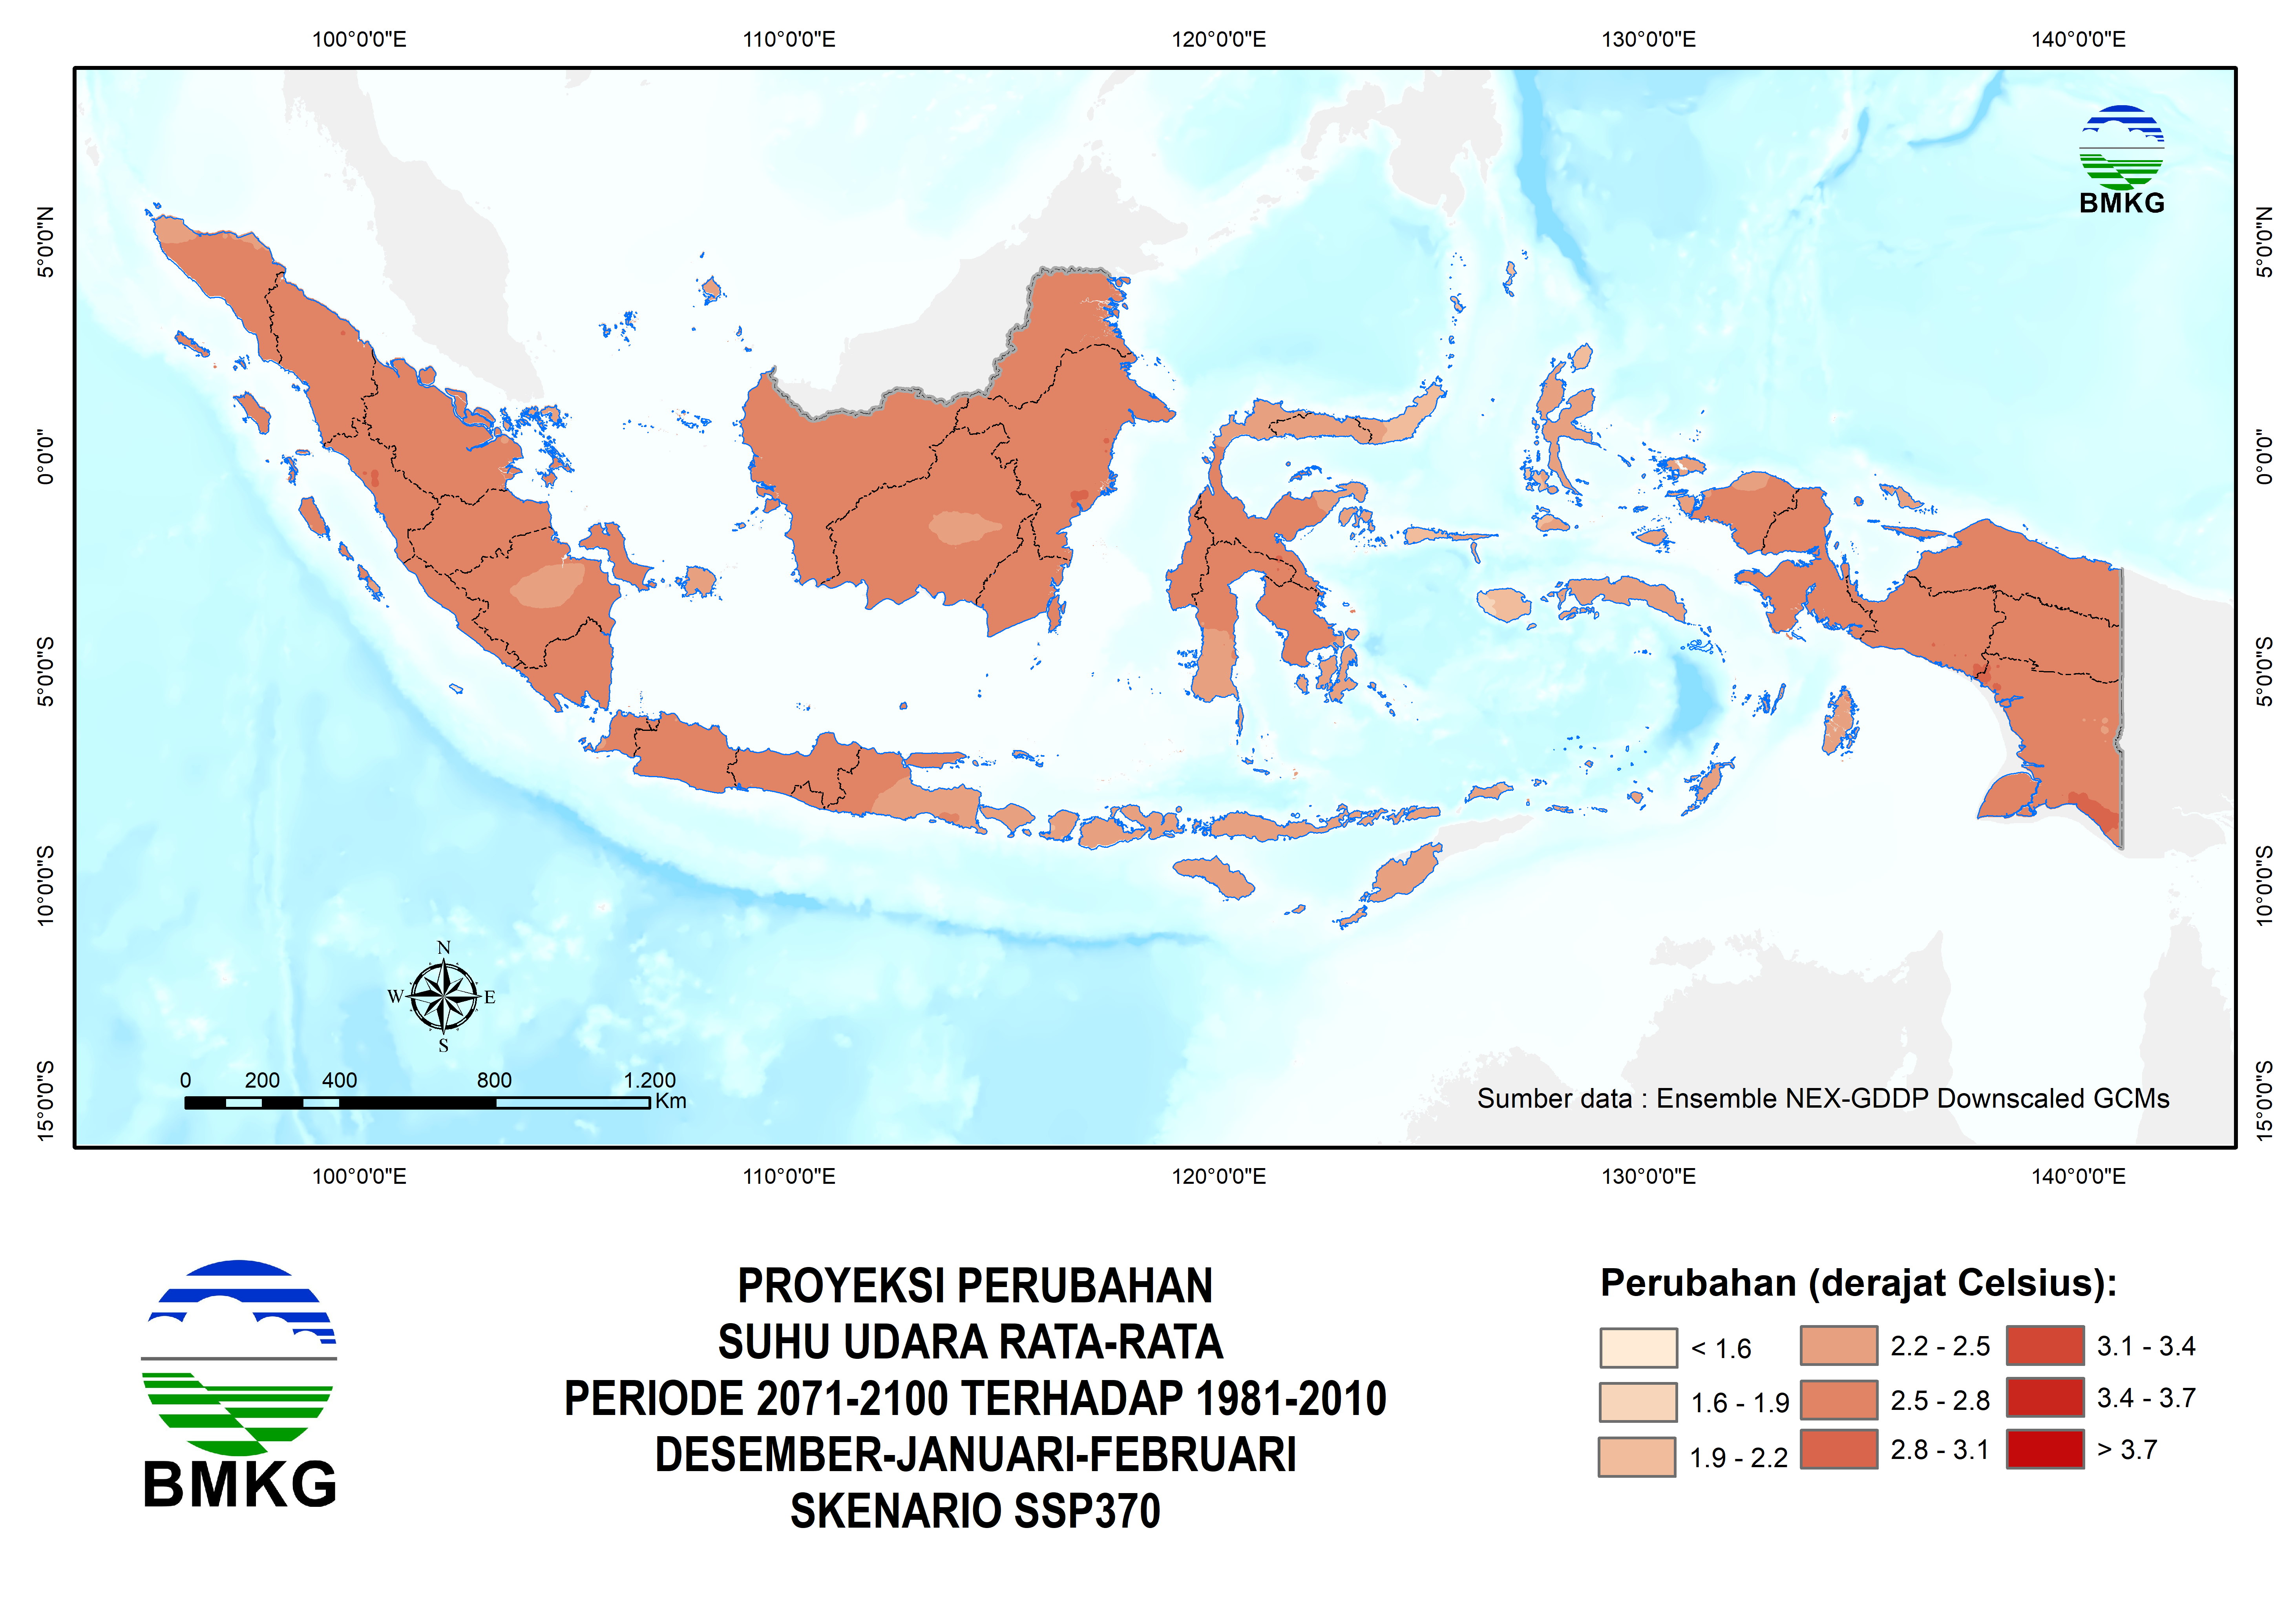 100°0'0"E 110°0'0"E 120°0'0"E 130°0'0"E 140°0'0"E
5°0'0"N
0°0'0"
5°0'0"S
10°0'0"S
15°0'0"S
BMKG
5°0'0"N
0°0'0"
5°0'0"S
10°0'0"S
15°0'0"S
N
W E
S
0 200 400 800 1.200
Km
Sumber data : Ensemble NEX-GDDP Downscaled GCMs
100°0'0"E 110°0'0"E 120°0'0"E 130°0'0"E 140°0'0"E
BMKG
PROYEKSI PERUBAHAN
SUHU UDARA RATA-RATA
PERIODE 2071-2100 TERHADAP 1981-2010
DESEMBER-JANUARI-FEBRUARI
SKENARIO SSP370
Perubahan (derajat Celsius):
< 1.6
1.6 - 1.9
1.9 - 2.2
2.2 - 2.5
2.5 - 2.8
2.8 - 3.1
3.1 - 3.4
3.4 - 3.7
> 3.7